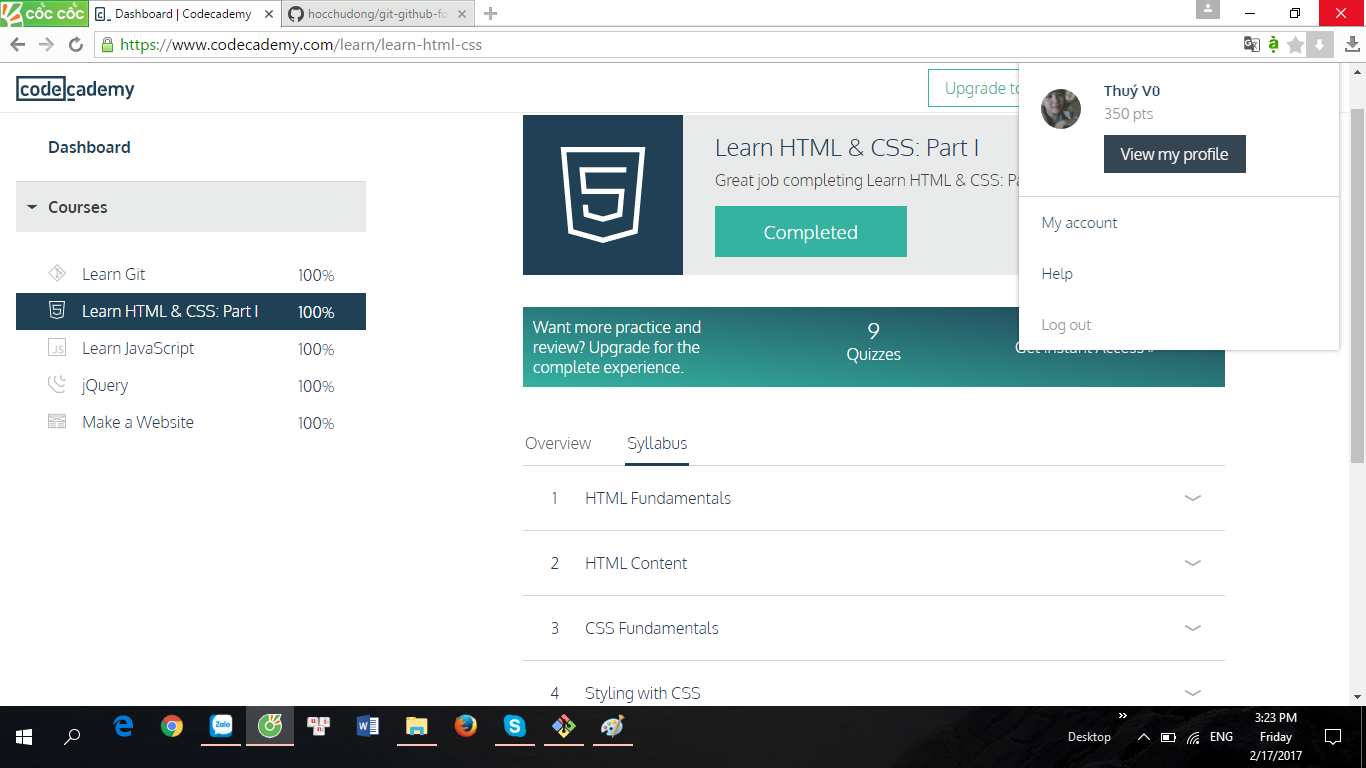 cốc cốc
Dashboard | Codecademy
hocchudong/git-github-fo
https://www.codecademy.com/learn/learn-html-css
codecademy
Upgrade to
Thuý Vũ
350 pts
View my profile
My account
Help
Log out
Dashboard
Courses
Learn Git 100%
Learn HTML & CSS: Part I 100%
Learn JavaScript 100%
jQuery 100%
Make a Website 100%
Learn HTML & CSS: Part I
Great job completing Learn HTML & CSS: Pa
Completed
Want more practice and
review? Upgrade for the
complete experience.
9
Quizzes
Get Instant Access »
Overview Syllabus
1 HTML Fundamentals
2 HTML Content
3 CSS Fundamentals
4 Styling with CSS
Zalo
Desktop
ENG
3:23 PM
Friday
2/17/2017